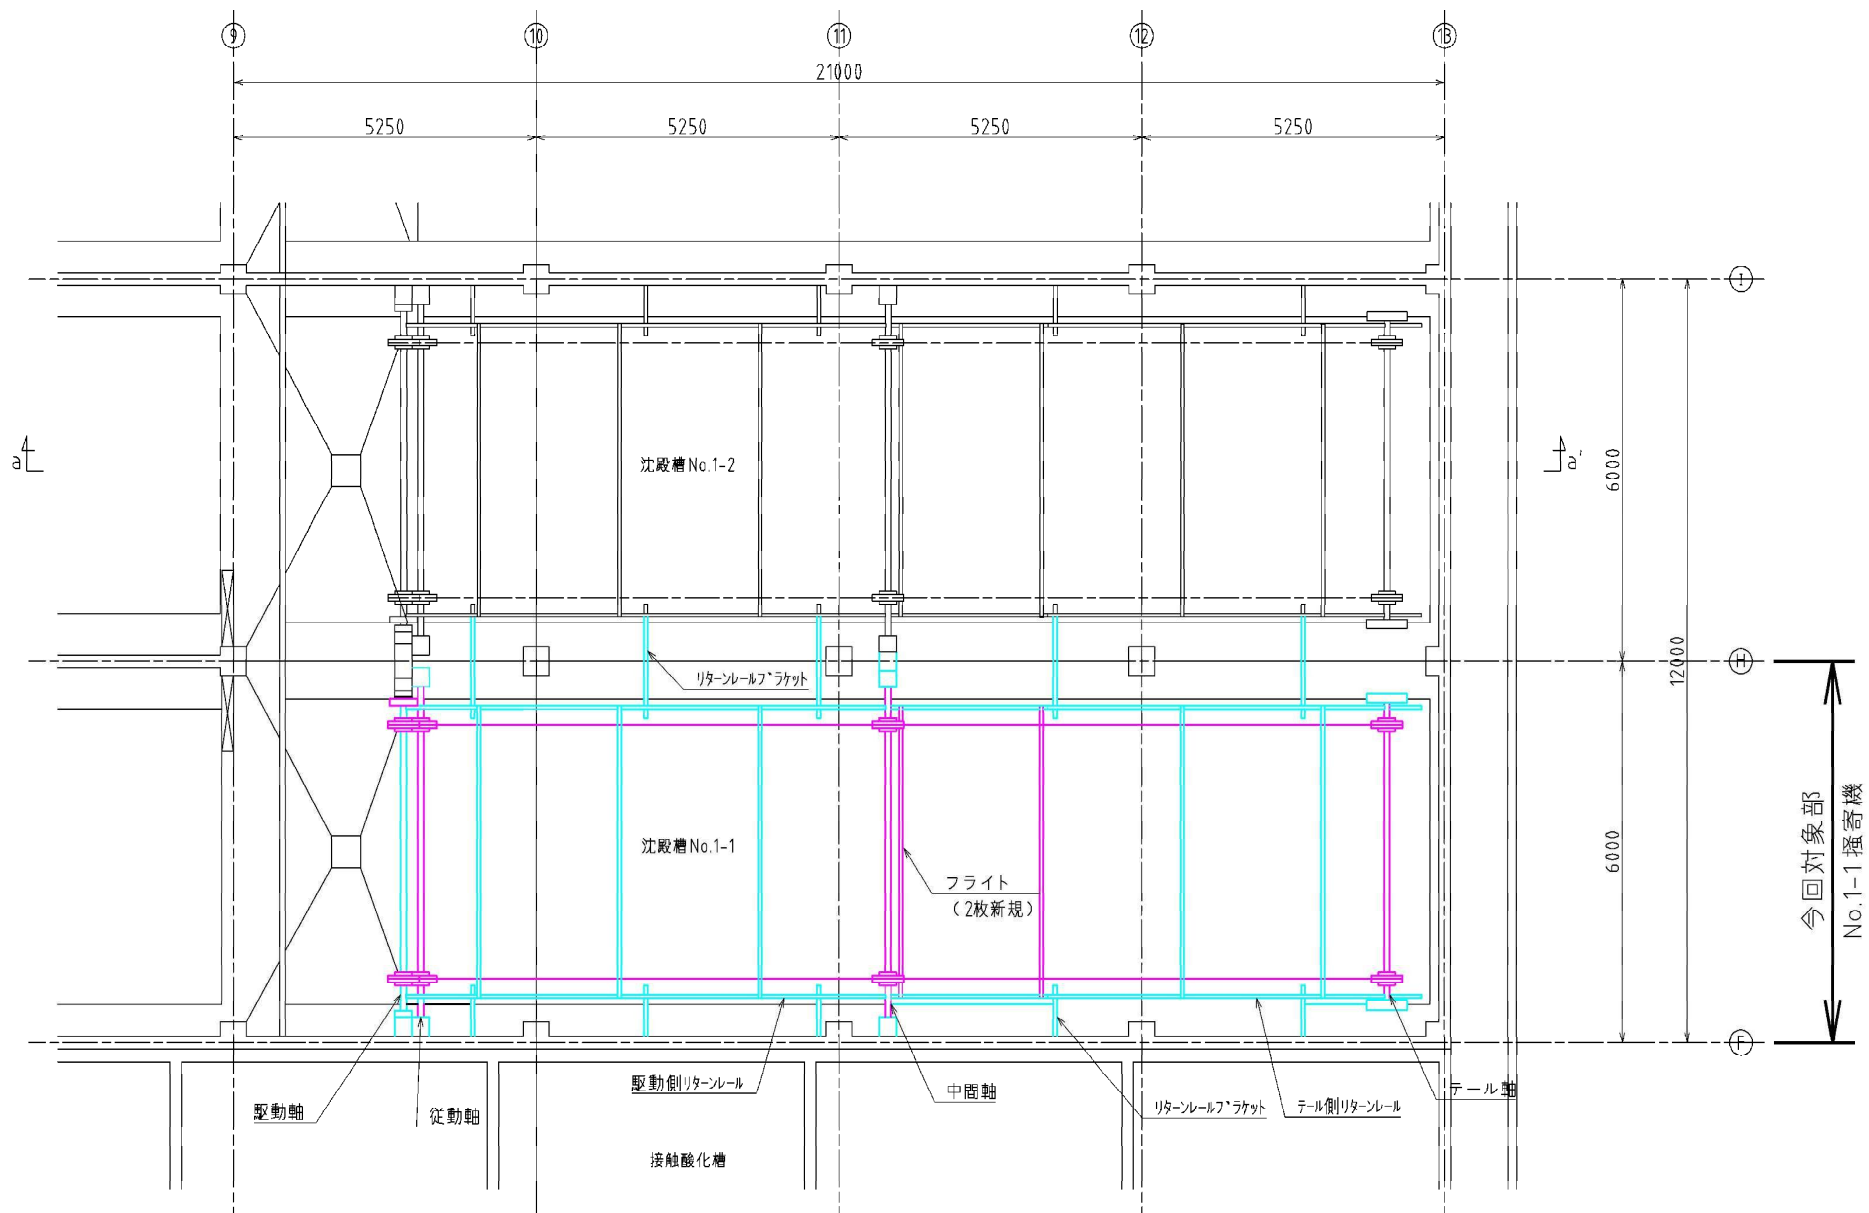 9 10 11 12 13
21000
5250 5250 5250 5250
I
a a'
沈殿槽No.1-2
6000
12000
H
リターンレールブラケット
沈殿槽No.1-1
フライト
(2枚新規)
6000
今回対象部
No.1-1掻寄機
F
駆動軸
従動軸
駆動側リターンレール
中間軸
リターンレールブラケット
テール側リターンレール
テール軸
接触酸化槽